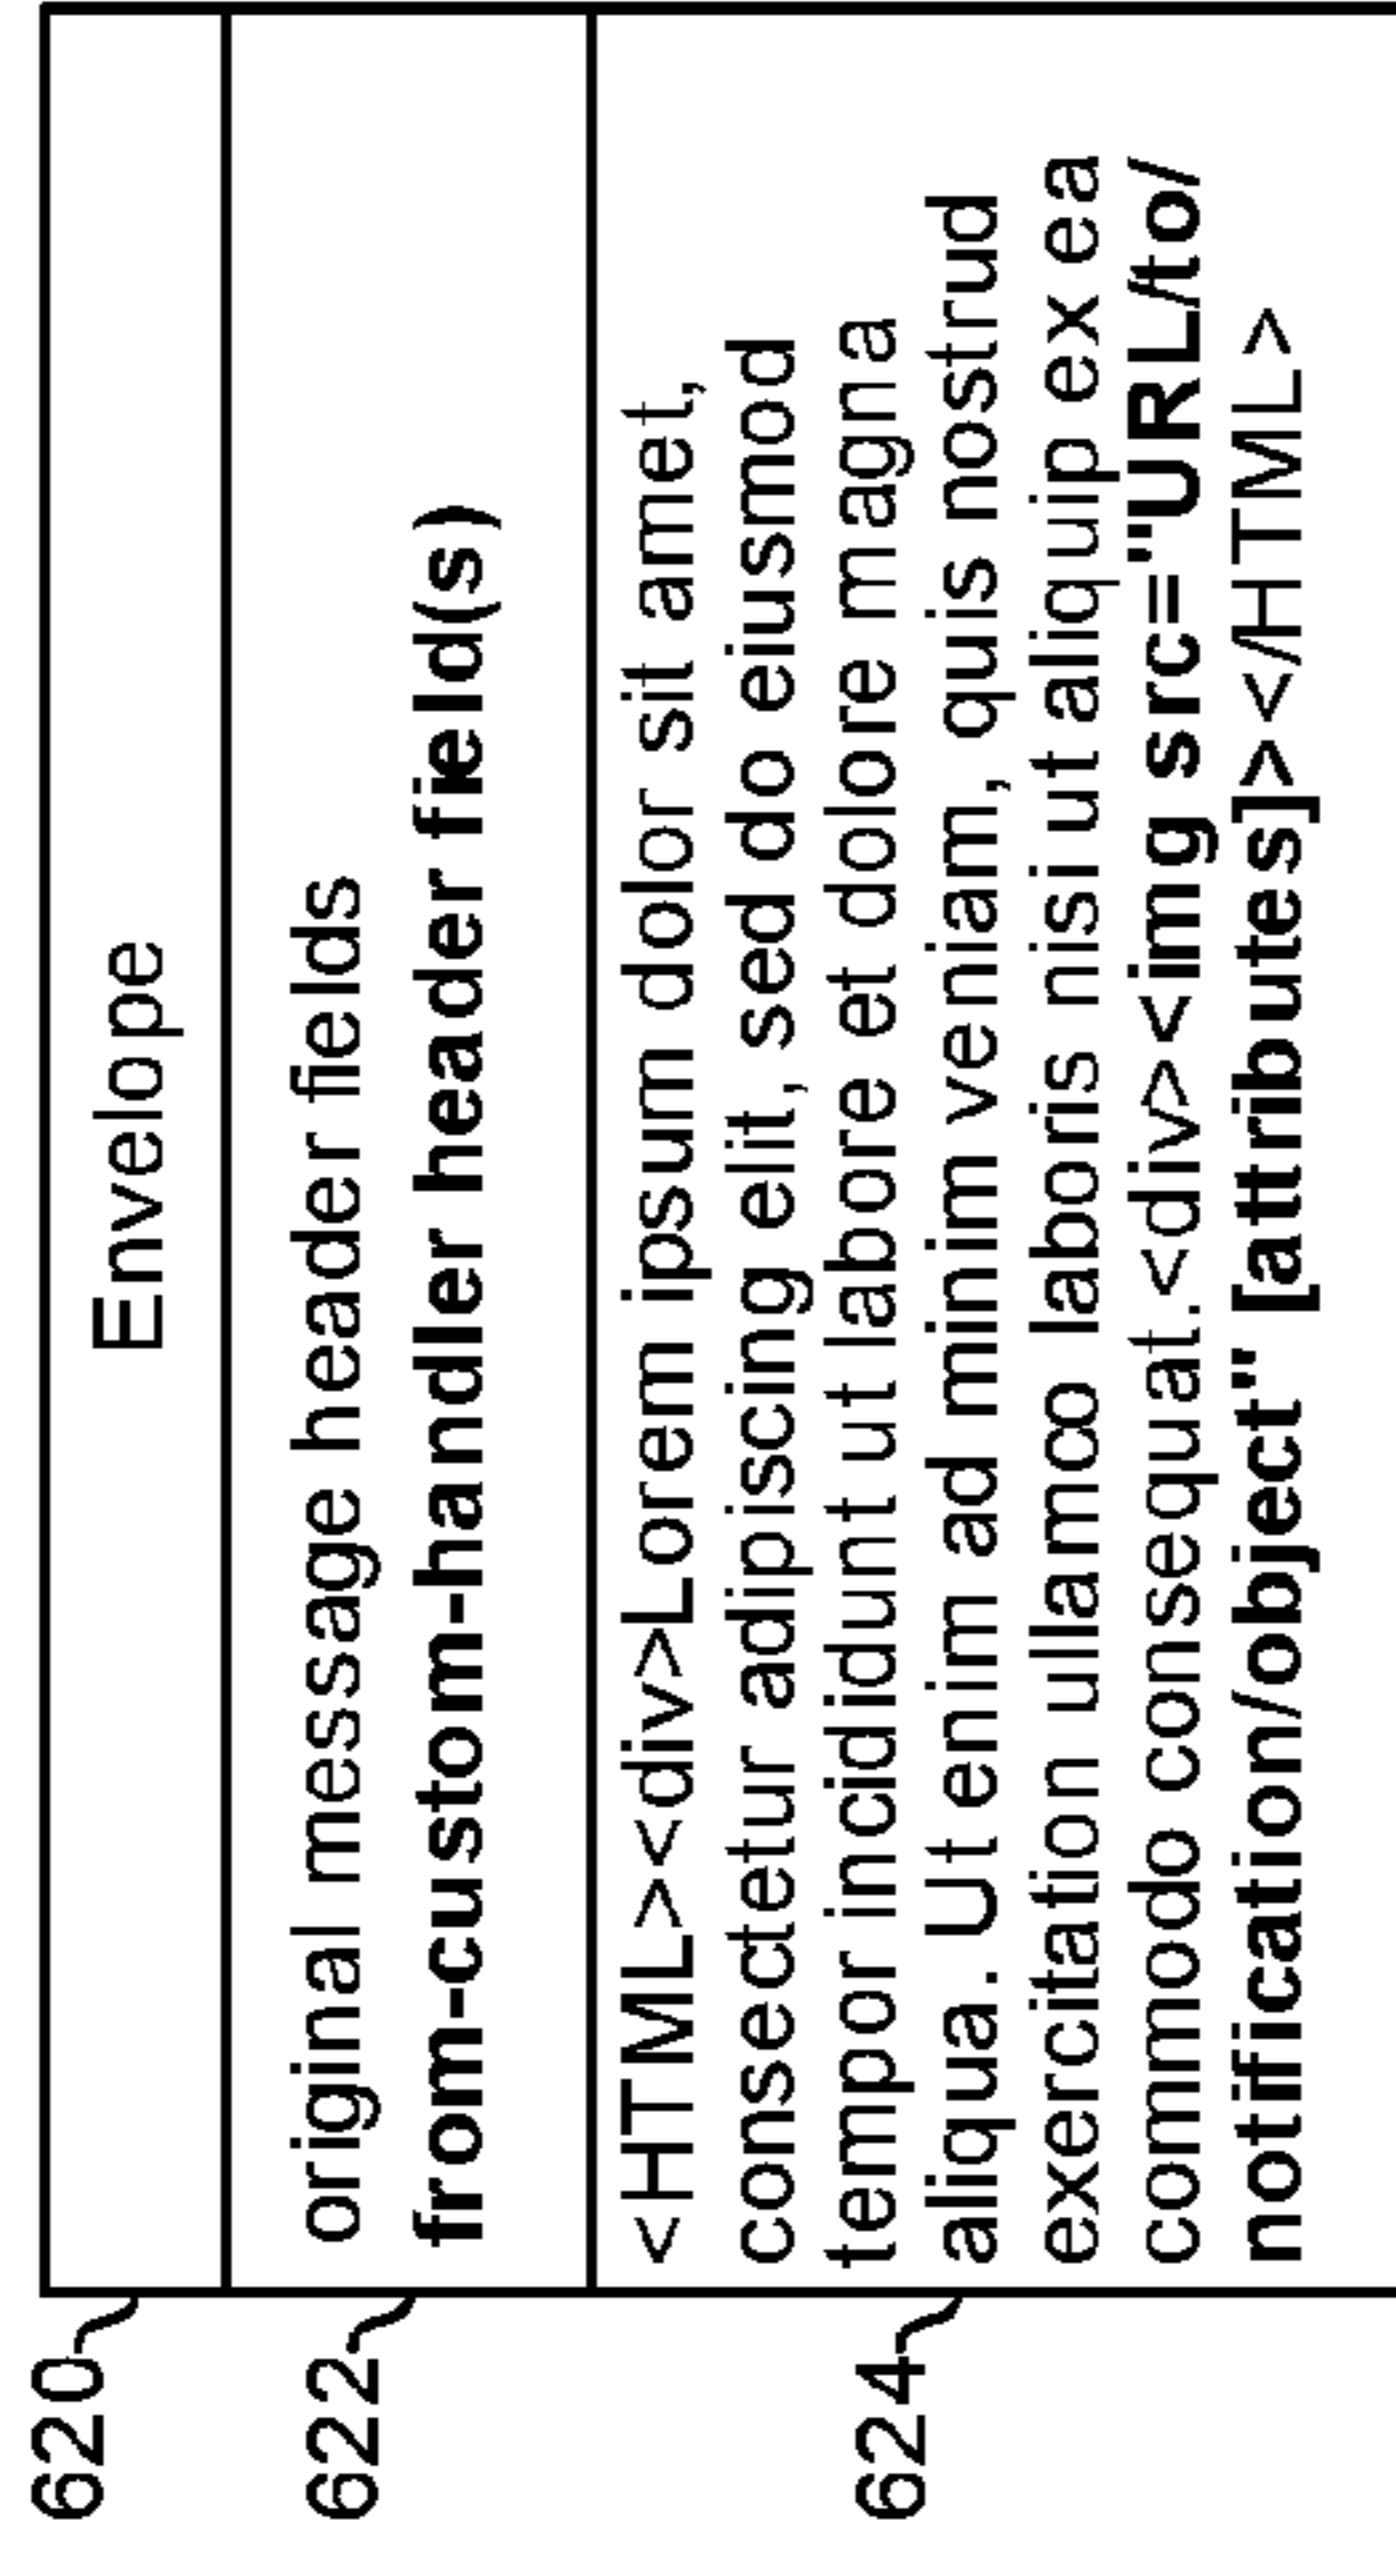 620
Envelope
622
original message header fields
from-custom-handler header field(s)
624
<HTML><div>Lorem ipsum dolor sit amet,
consectetur adipiscing elit, sed do eiusmod
tempor incididunt ut labore et dolore magna
aliqua. Ut enim ad minim veniam, quis nostrud
exercitation ullamco laboris nisi ut aliquip ex ea
commodo consequat.<div><img src="URL/to/
notification/object" [attributes]></HTML>